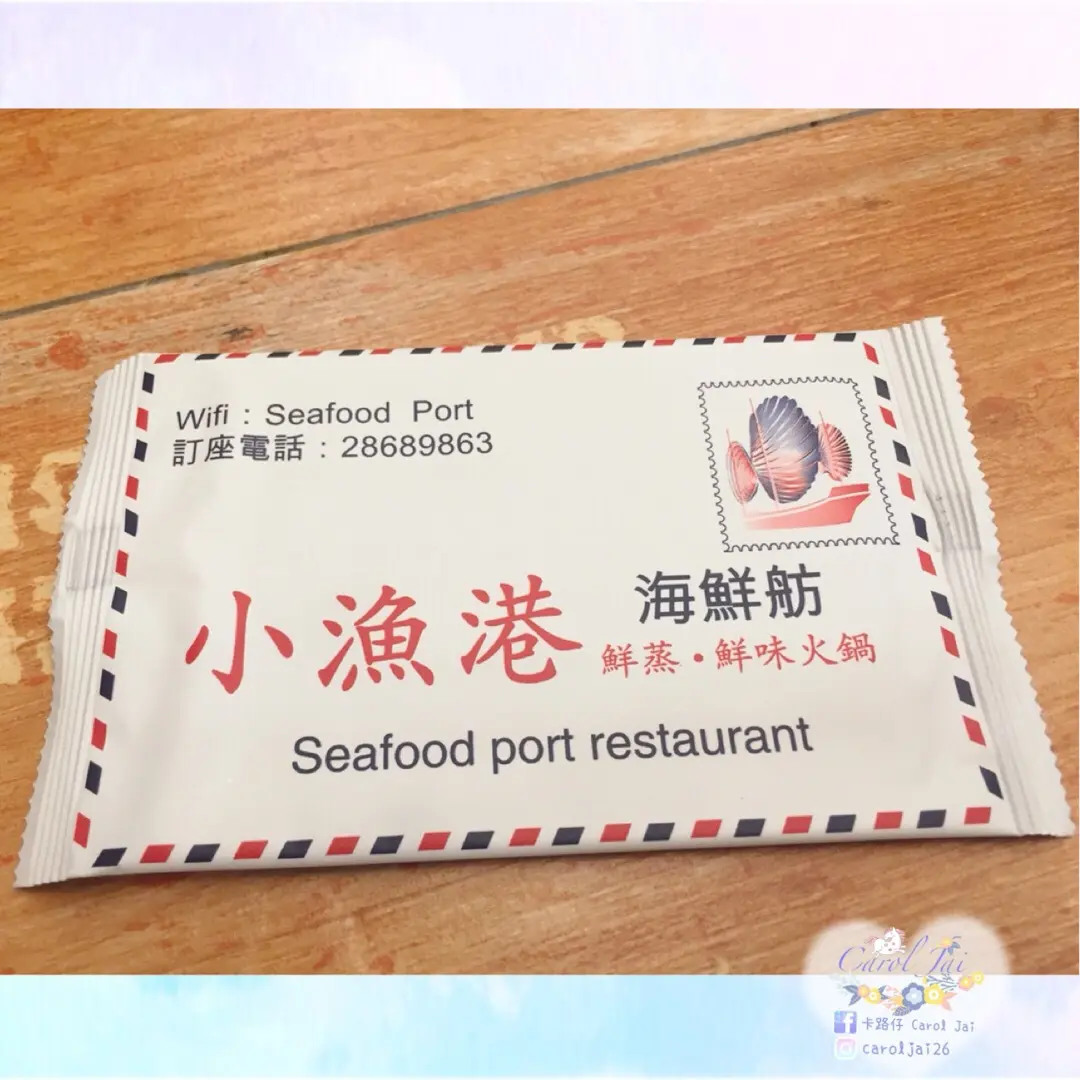 Wifi : Seafood Port
訂座電話 : 28689863
小漁港 海鮮舫
鮮蒸•鮮味火鍋
Seafood port restaurant
Carol Jai
卡路仔 Carol Jai
caroljai26